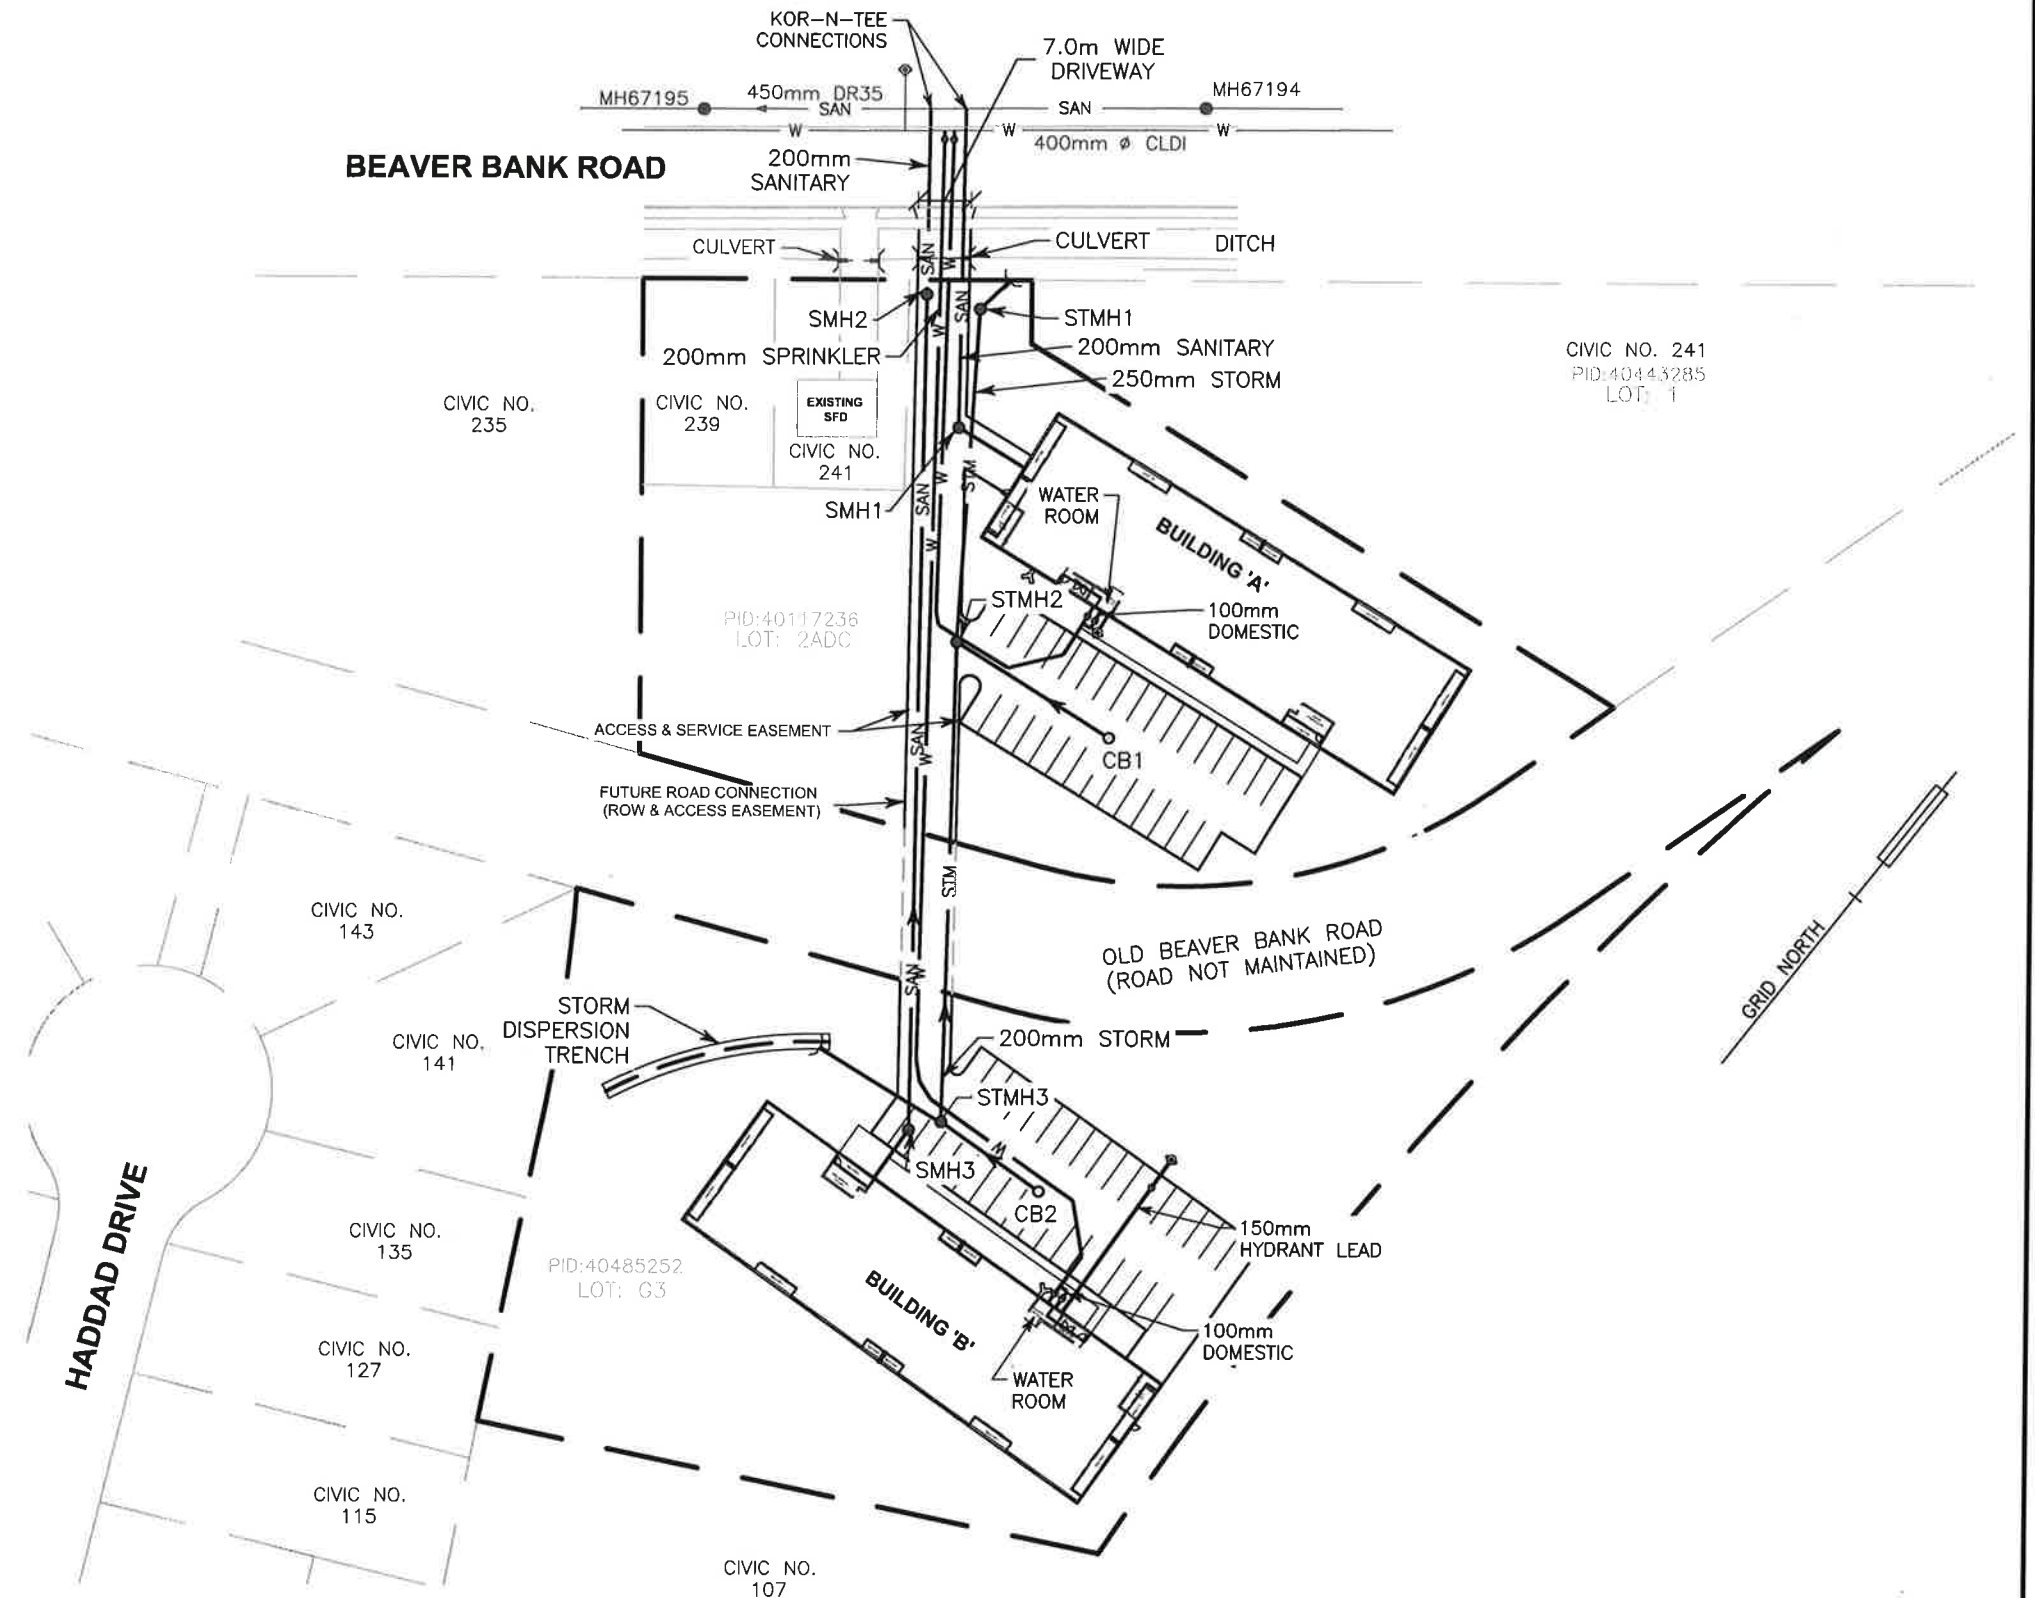 KOR-N-TEE
CONNECTIONS
7.0m WIDE
DRIVEWAY
MH67195
450mm DR35
SAN
SAN
MH67194
W
W
W
400mm ø CLDI
BEAVER BANK ROAD
200mm
SANITARY
CULVERT
CULVERT
DITCH
SAN
W
SMH2
SAN
STMH1
W
200mm SPRINKLER
200mm SANITARY
250mm STORM
CIVIC NO. 241
PID:40443285
LOT: 1
CIVIC NO.
235
CIVIC NO.
239
EXISTING
SFD
CIVIC NO.
241
SMH1
SAN
W
STM
W
WATER
ROOM
BUILDING 'A'
STMH2
100mm
DOMESTIC
PID:40117236
LOT: 2ADC
ACCESS & SERVICE EASEMENT
SAN
W
CB1
FUTURE ROAD CONNECTION
(ROW & ACCESS EASEMENT)
STM
CIVIC NO.
143
OLD BEAVER BANK ROAD
(ROAD NOT MAINTAINED)
GRID NORTH
SAN
W
STORM
DISPERSION
TRENCH
CIVIC NO.
141
200mm STORM
STMH3
W
SMH3
CB2
HADDAD DRIVE
CIVIC NO.
135
150mm
HYDRANT LEAD
PID:40485252
LOT: G3
BUILDING 'B'
100mm
DOMESTIC
WATER
ROOM
CIVIC NO.
127
CIVIC NO.
115
CIVIC NO.
107